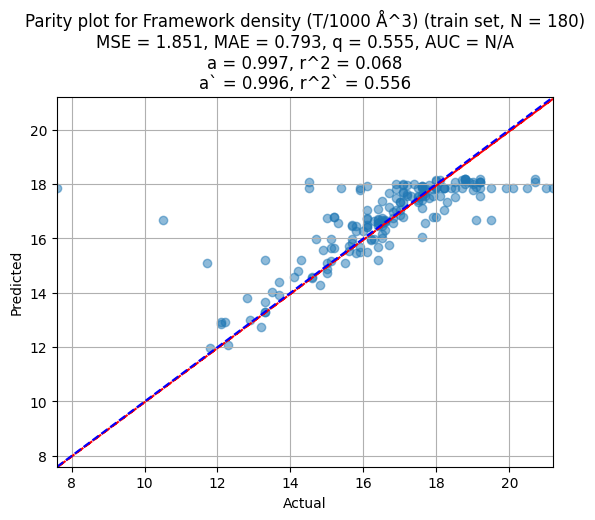 Parity plot for Framework density (T/1000 Å^3) (train set, N = 180)
MSE = 1.851, MAE = 0.793, q = 0.555, AUC = N/A
a = 0.997, r^2 = 0.068
a` = 0.996, r^2` = 0.556
20
18
16
14
12
10
8
Predicted
8 10 12 14 16 18 20
Actual